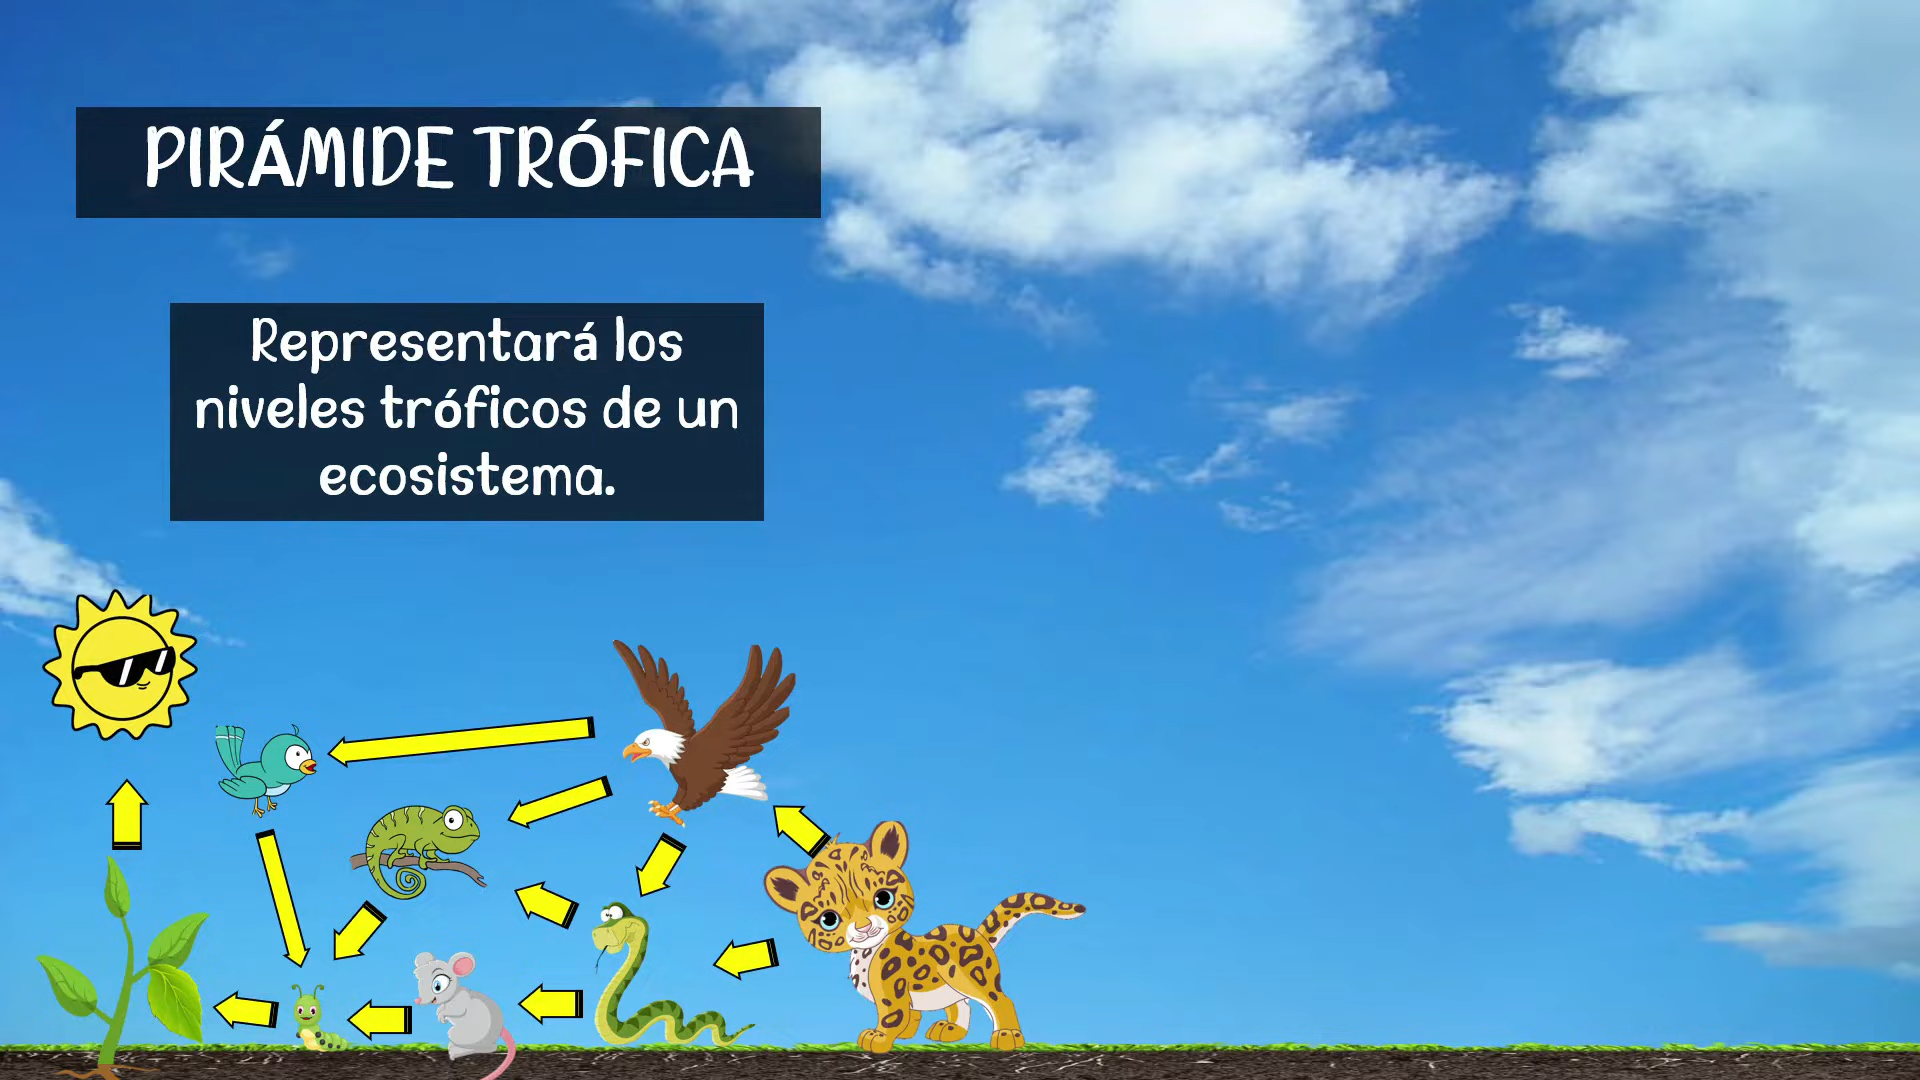 PIRÁMIDE TRÓFICA
Representará los
niveles tróficos de un
ecosistema.